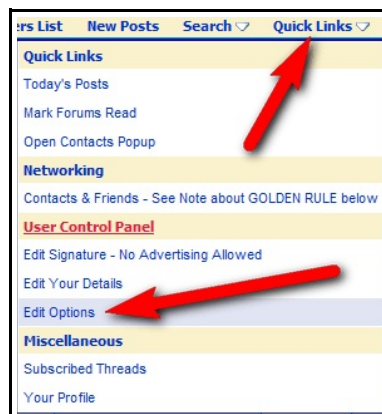 ers List New Posts Search Quick Links
Quick Links
Today's Posts
Mark Forums Read
Open Contacts Popup
Networking
Contacts & Friends - See Note about GOLDEN RULE below
User Control Panel
Edit Signature - No Advertising Allowed
Edit Your Details
Edit Options
Miscellaneous
Subscribed Threads
Your Profile